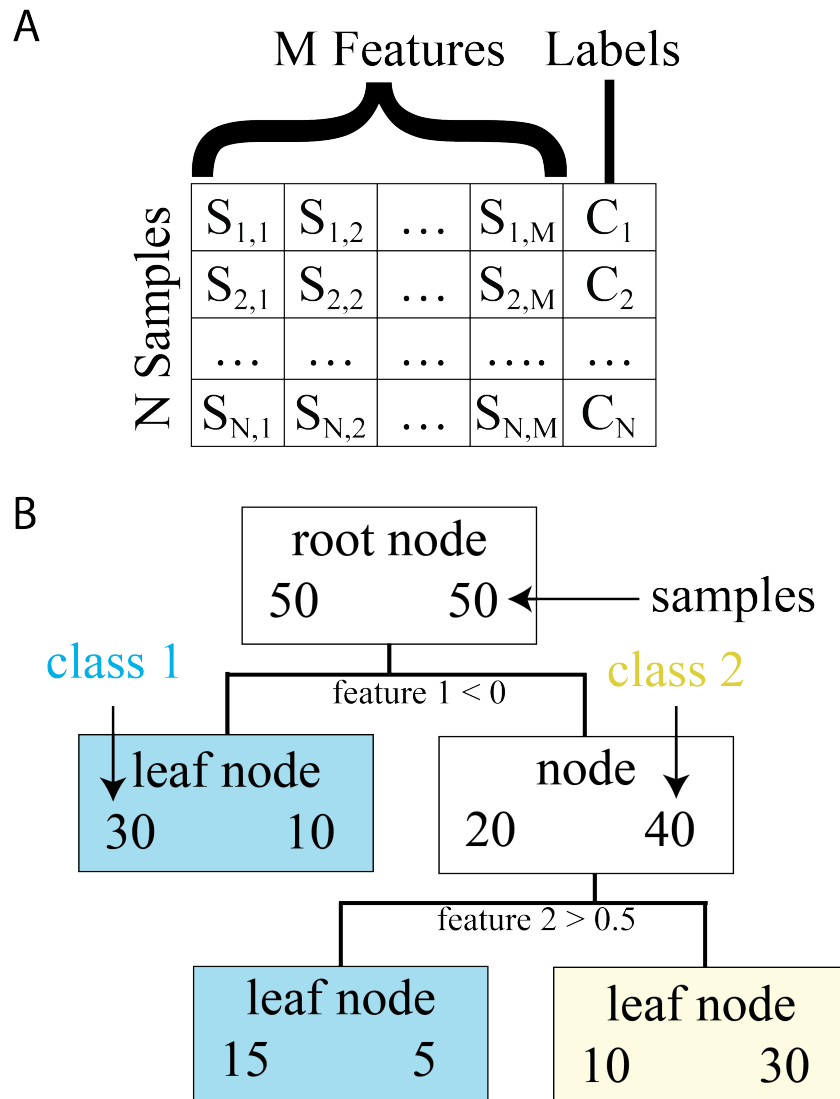 A
M Features Labels
N Samples
S1,1 S1,2 ... S1,M C1
S2,1 S2,2 ... S2,M C2
... ... ... .... ...
SN,1 SN,2 ... SN,M CN
B
root node
50 50
samples
class 1
class 2
feature 1 < 0
leaf node
30 10
node
20 40
feature 2 > 0.5
leaf node
15 5
leaf node
10 30